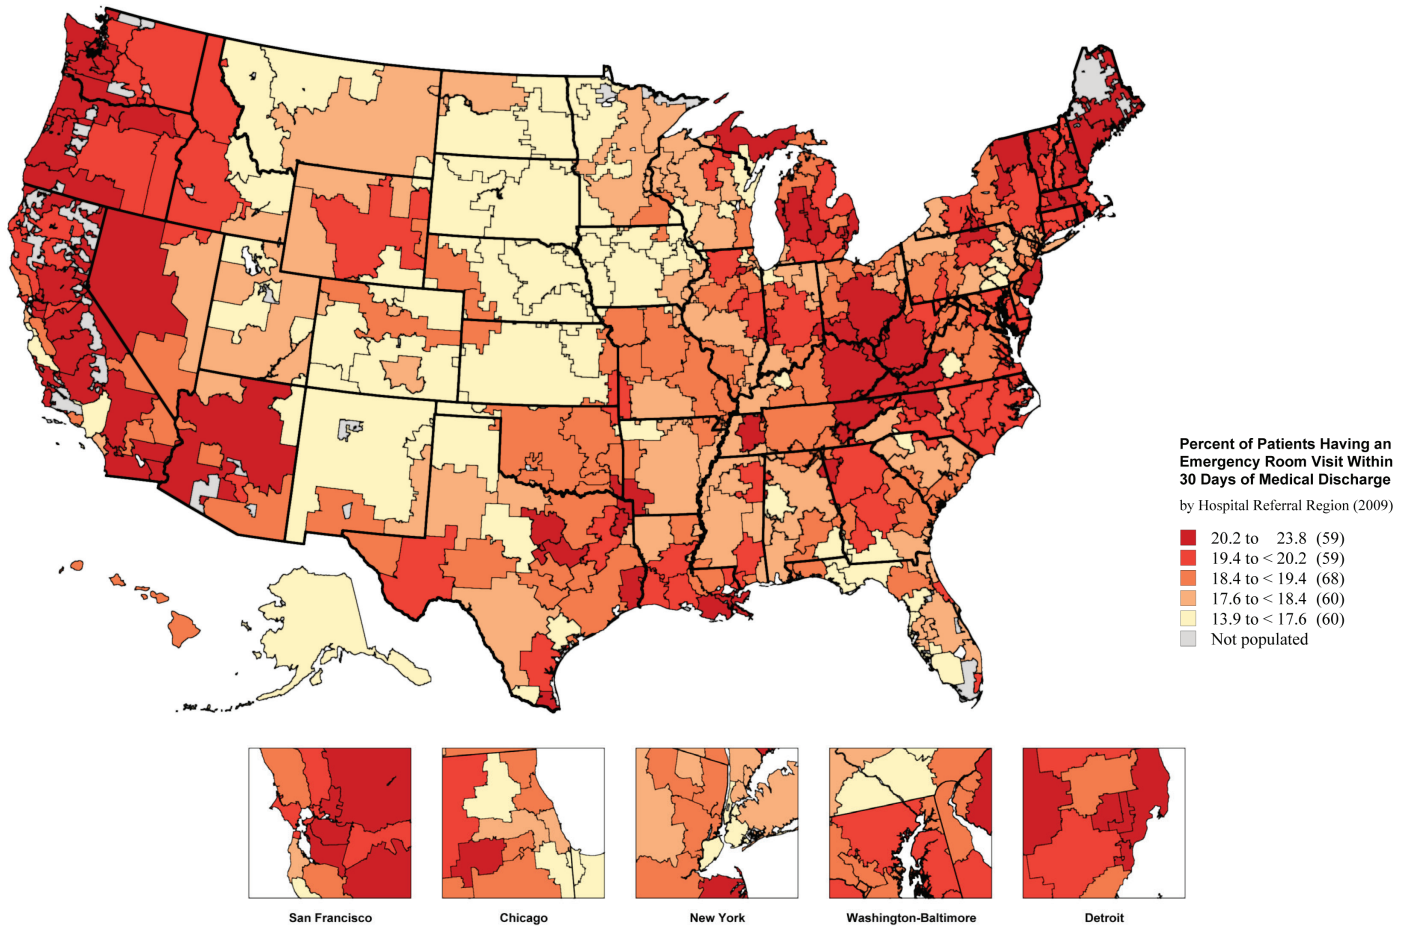 Percent of Patients Having an
Emergency Room Visit Within
30 Days of Medical Discharge
by Hospital Referral Region (2009)
20.2 to 23.8 (59)
19.4 to < 20.2 (59)
18.4 to < 19.4 (68)
17.6 to < 18.4 (60)
13.9 to < 17.6 (60)
Not populated
San Francisco
Chicago
New York
Washington-Baltimore
Detroit